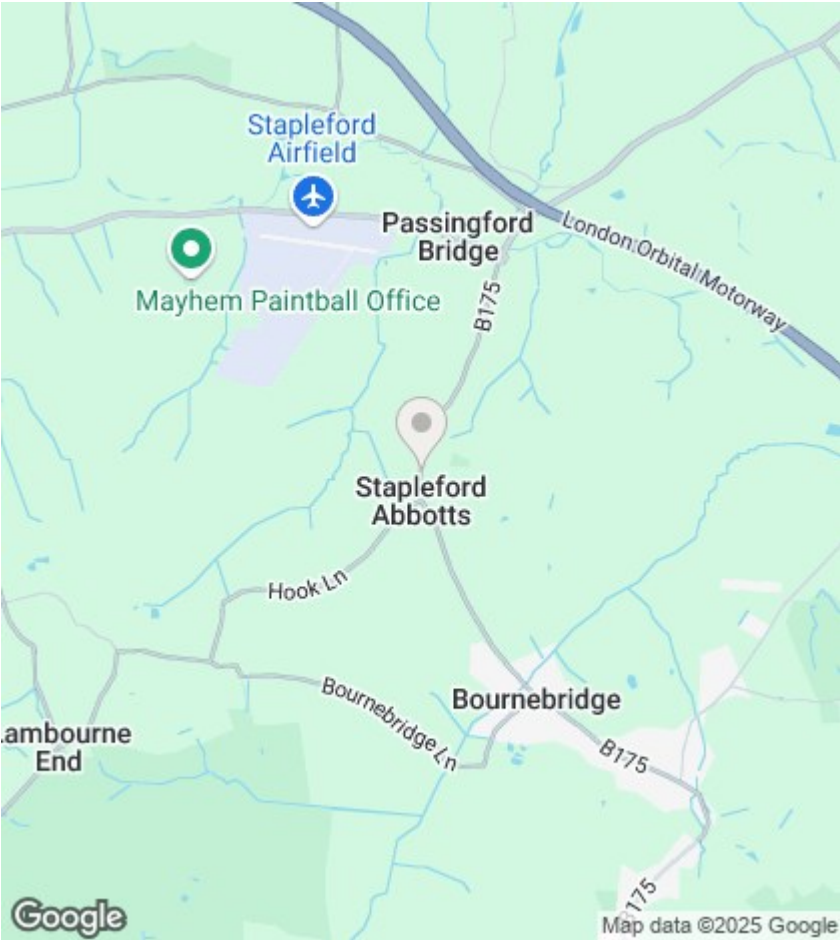 Stapleford
Airfield
Passingford
Bridge
London Orbital Motorway
Mayhem Paintball Office
B175
Stapleford
Abbotts
Hook Ln
Bournebridge Ln
Bournebridge
Lambourne
End
B175
B175
Google
Map data ©2025 Google